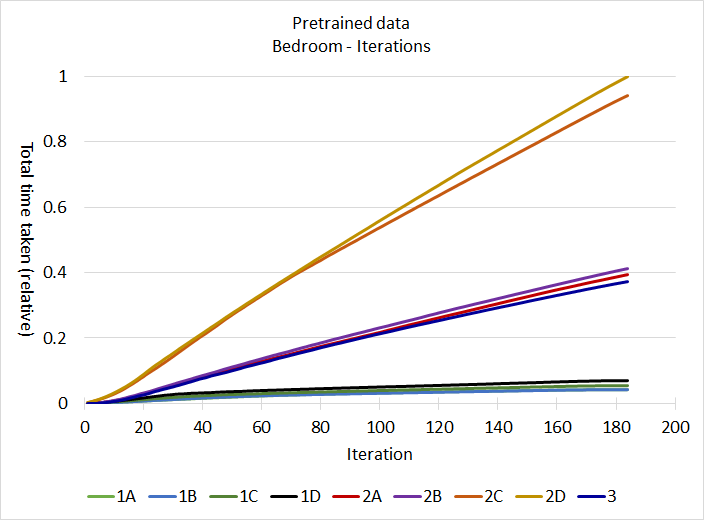 Pretrained data
Bedroom - Iterations
1
0.8
0.6
0.4
0.2
0
Total time taken (relative)
0 20 40 60 80 100 120 140 160 180 200
Iteration
1A 1B 1C 1D 2A 2B 2C 2D 3